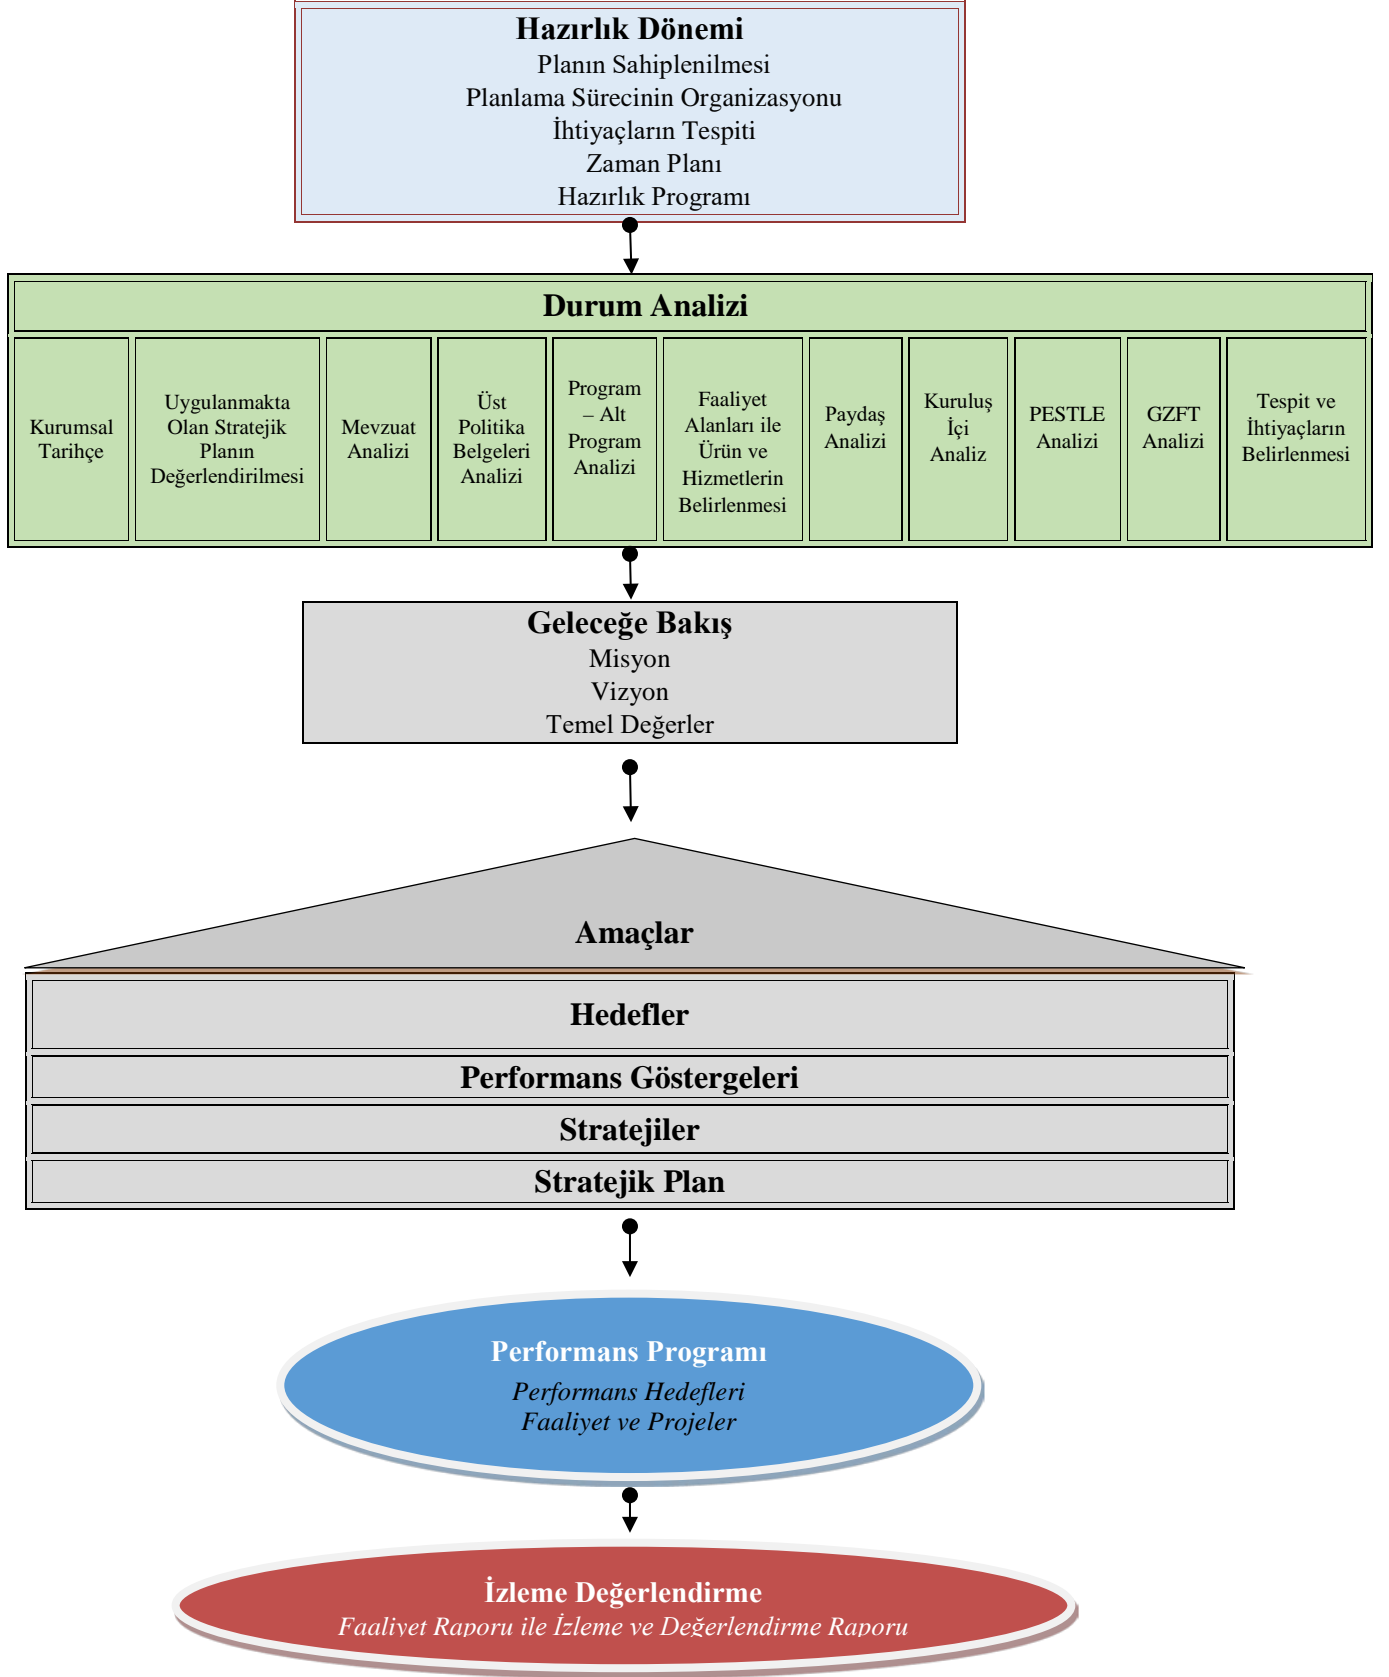 Hazırlık Dönemi
Planın Sahiplenilmesi
Planlama Sürecinin Organizasyonu
İhtiyaçların Tespiti
Zaman Planı
Hazırlık Programı
Durum Analizi
Kurumsal
Tarihçe
Uygulanmakta
Olan Stratejik
Planın
Değerlendirilmesi
Mevzuat
Analizi
Üst
Politika
Belgeleri
Analizi
Program
– Alt
Program
Analizi
Faaliyet
Alanları ile
Ürün ve
Hizmetlerin
Belirlenmesi
Paydaş
Analizi
Kuruluş
İçi
Analiz
PESTLE
Analizi
GZFT
Analizi
Tespit ve
İhtiyaçların
Belirlenmesi
Geleceğe Bakış
Misyon
Vizyon
Temel Değerler
Amaçlar
Hedefler
Performans Göstergeleri
Stratejiler
Stratejik Plan
Performans Programı
Performans Hedefleri
Faaliyet ve Projeler
İzleme Değerlendirme
Faaliyet Raporu ile İzleme ve Değerlendirme Raporu